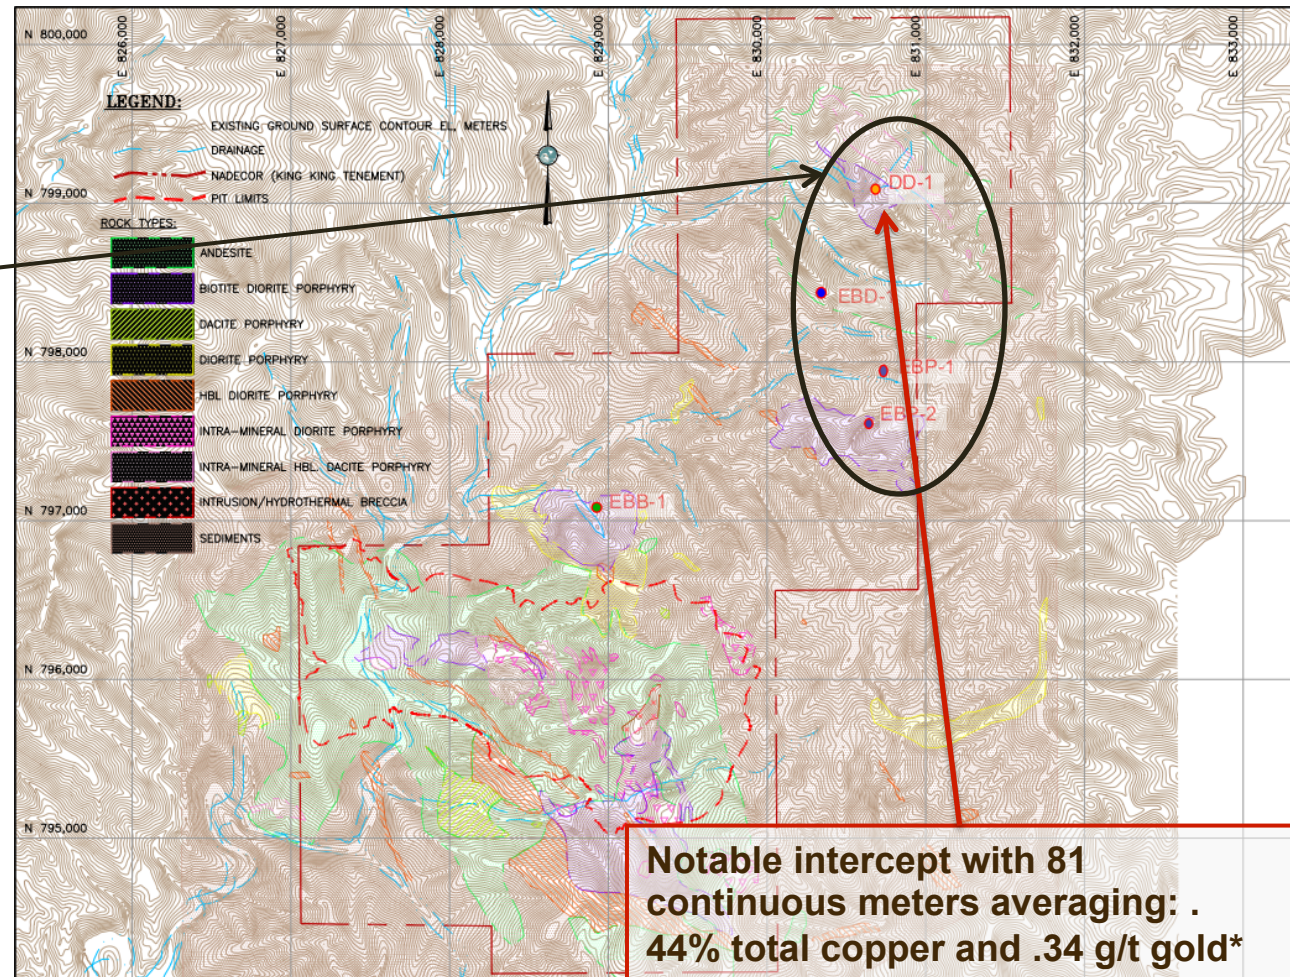 N 800,000
E 826,000
E 827,000
E 828,000
E 829,000
E 830,000
E 831,000
E 832,000
E 833,000
LEGEND:
EXISTING GROUND SURFACE CONTOUR EL. METERS
DRAINAGE
NADECOR (KING KING TENEMENT)
PIT LIMITS
ROCK TYPES:
ANDESITE
BIOTITE DIORITE PORPHYRY
DACITE PORPHYRY
DIORITE PORPHYRY
HBL DIORITE PORPHYRY
INTRA-MINERAL DIORITE PORPHYRY
INTRA-MINERAL HBL. DACITE PORPHYRY
INTRUSION/HYDROTHERMAL BRECCIA
SEDIMENTS
N 799,000
N 798,000
N 797,000
N 796,000
N 795,000
DD-1
EBD-1
EBP-1
EBP-2
EBB-1
Notable intercept with 81
continuous meters averaging: .
44% total copper and .34 g/t gold*